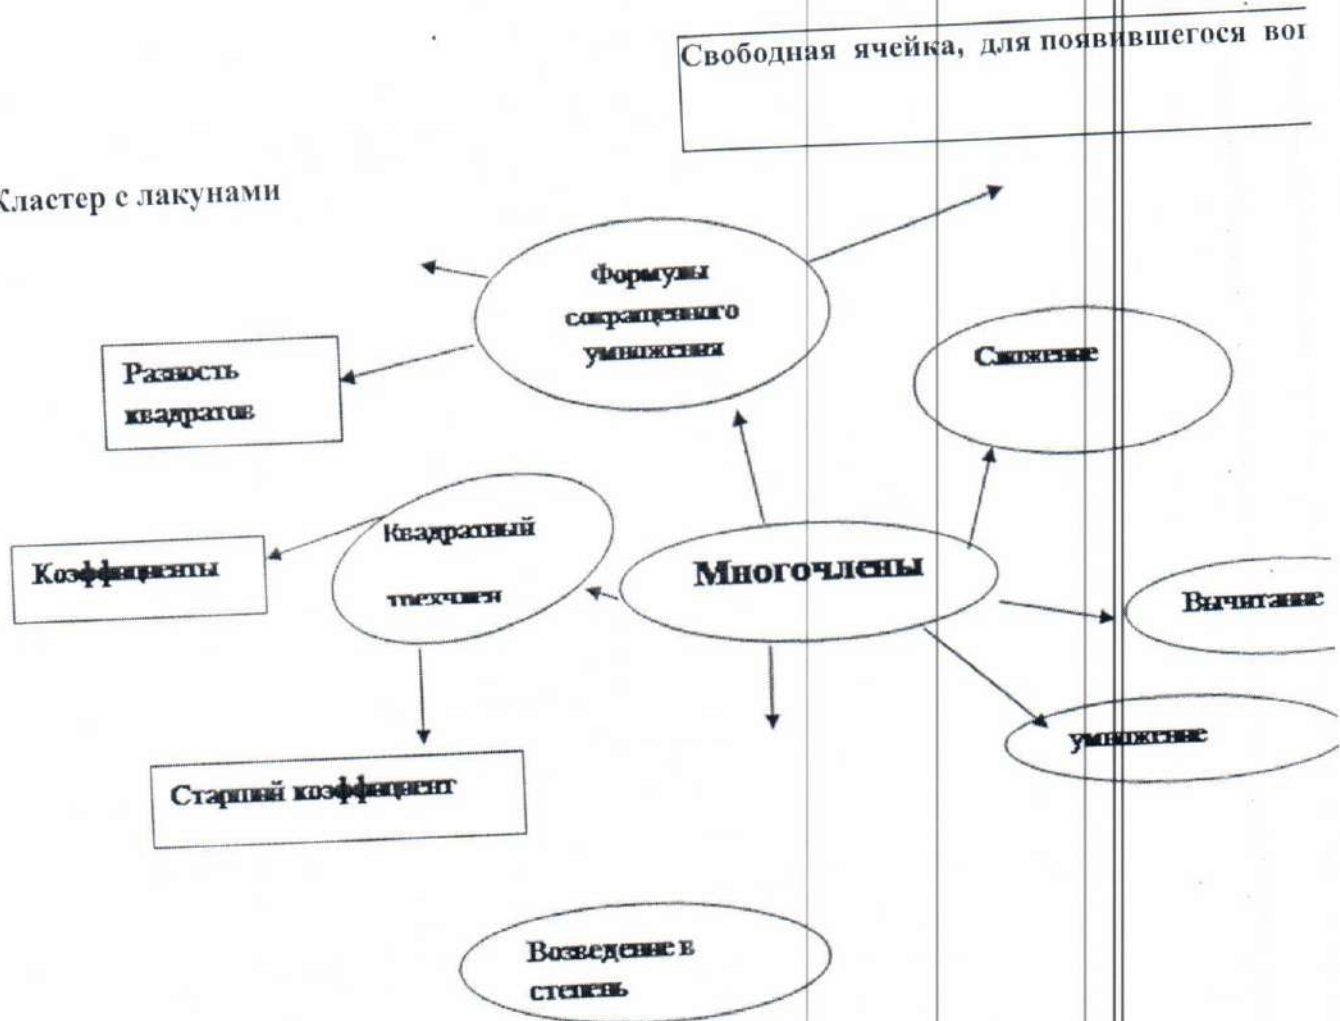 Свободная ячейка, для появившегося
Кластер с лакунами
Формулы
сокращенного
умножения
Сложение
Разность
квадратов
Квадратный
трехчлен
Многочлены
Коэффициенты
Вычитание
умножение
Старший коэффициент
Возведение в
степень